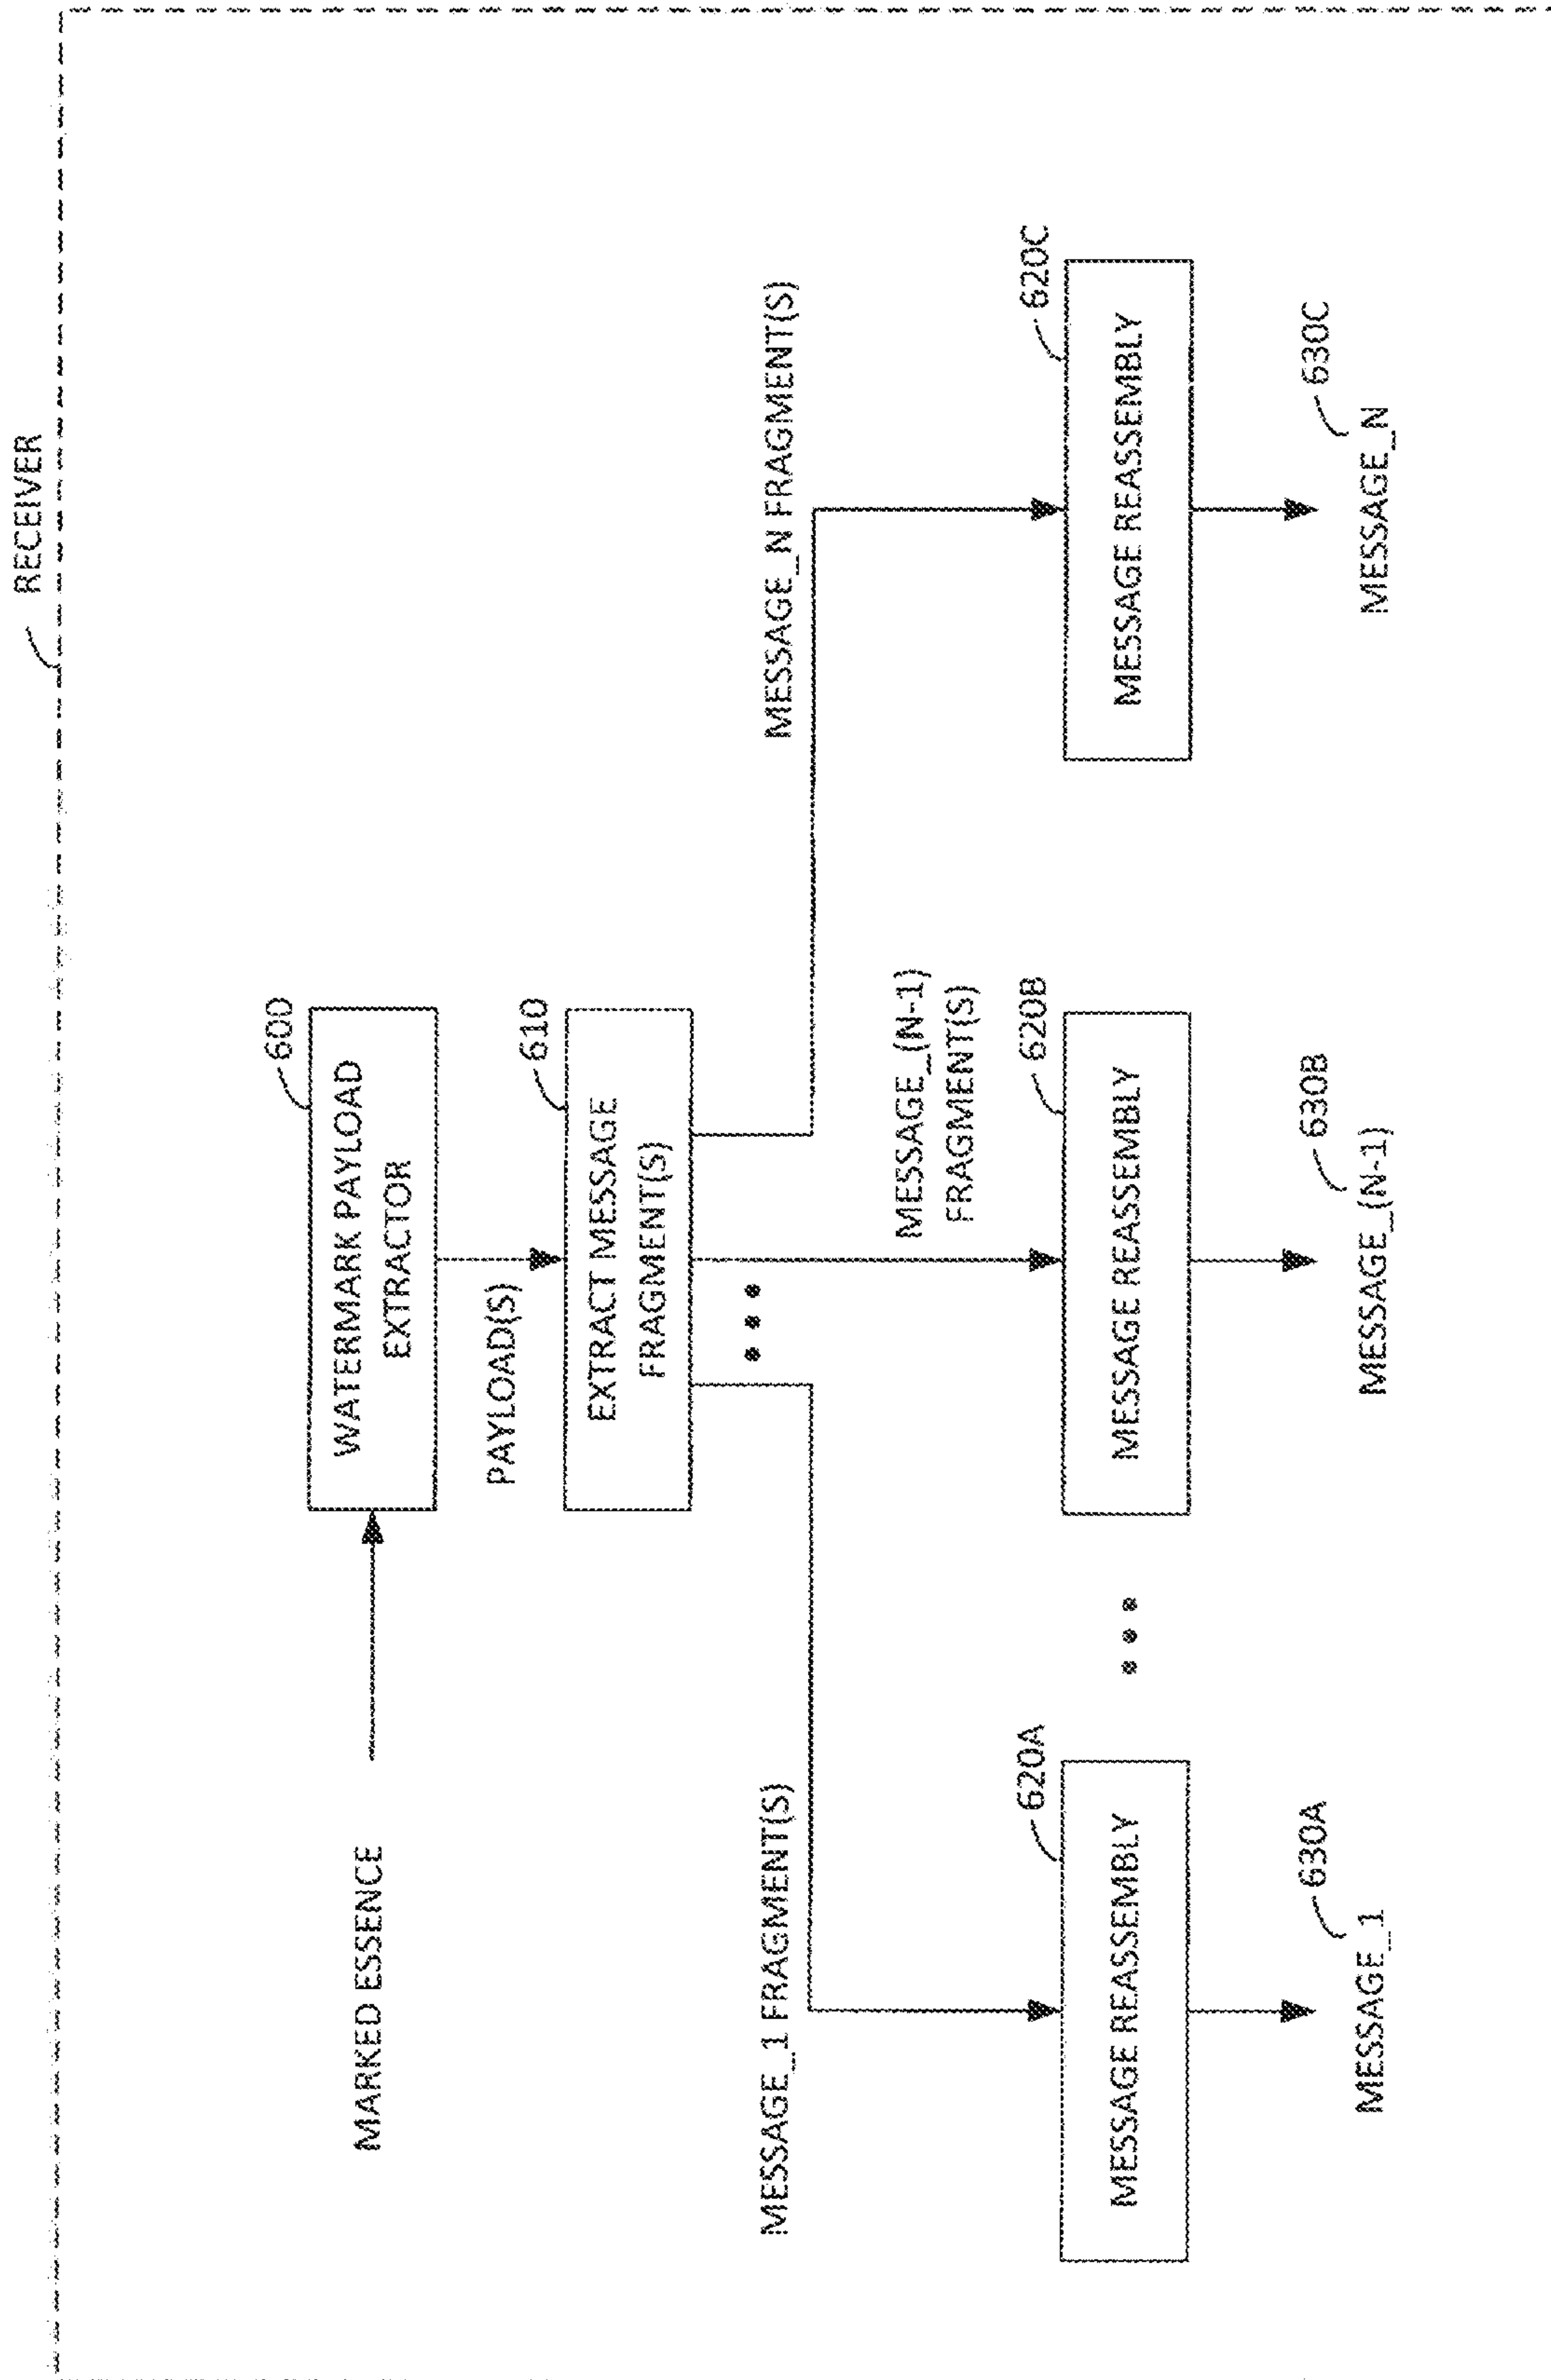 RECEIVER
600
WATERMARK PAYLOAD
EXTRACTOR
MARKED ESSENCE
PAYLOAD(S)
610
EXTRACT MESSAGE
FRAGMENT(S)
MESSAGE_1 FRAGMENT(S)
MESSAGE_(N-1)
FRAGMENT(S)
MESSAGE_N FRAGMENT(S)
620A
MESSAGE REASSEMBLY
620B
MESSAGE REASSEMBLY
620C
MESSAGE REASSEMBLY
630A
MESSAGE_1
630B
MESSAGE_(N-1)
630C
MESSAGE_N